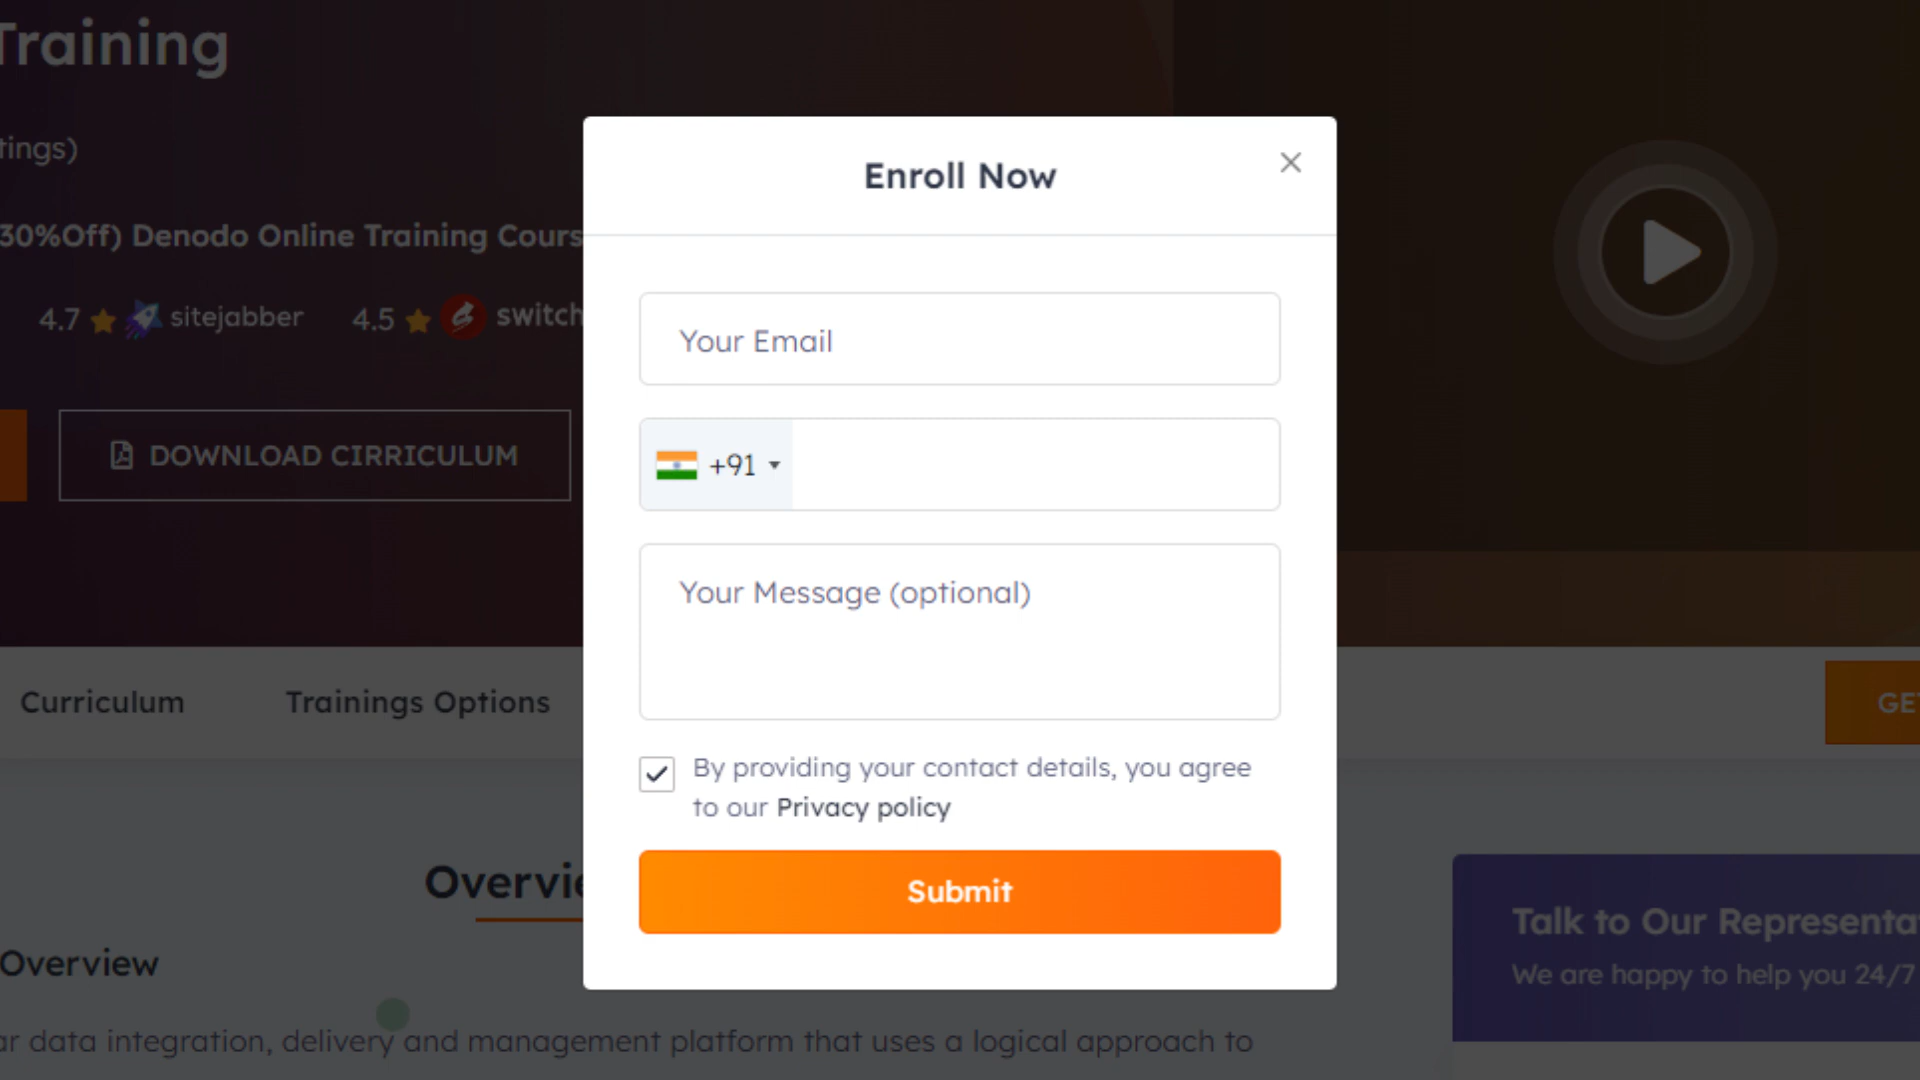 Training
tings)
30%Off) Denodo Online Training Cours
4.7 sitejabber 4.5 switch
DOWNLOAD CIRRICULUM
Enroll Now
Your Email
+91
Your Message (optional)
By providing your contact details, you agree
to our Privacy policy
Submit
Curriculum Trainings Options
GE
Overvie
Overview
ar data integration, delivery and management platform that uses a logical approach to
Talk to Our Representa
We are happy to help you 24/7